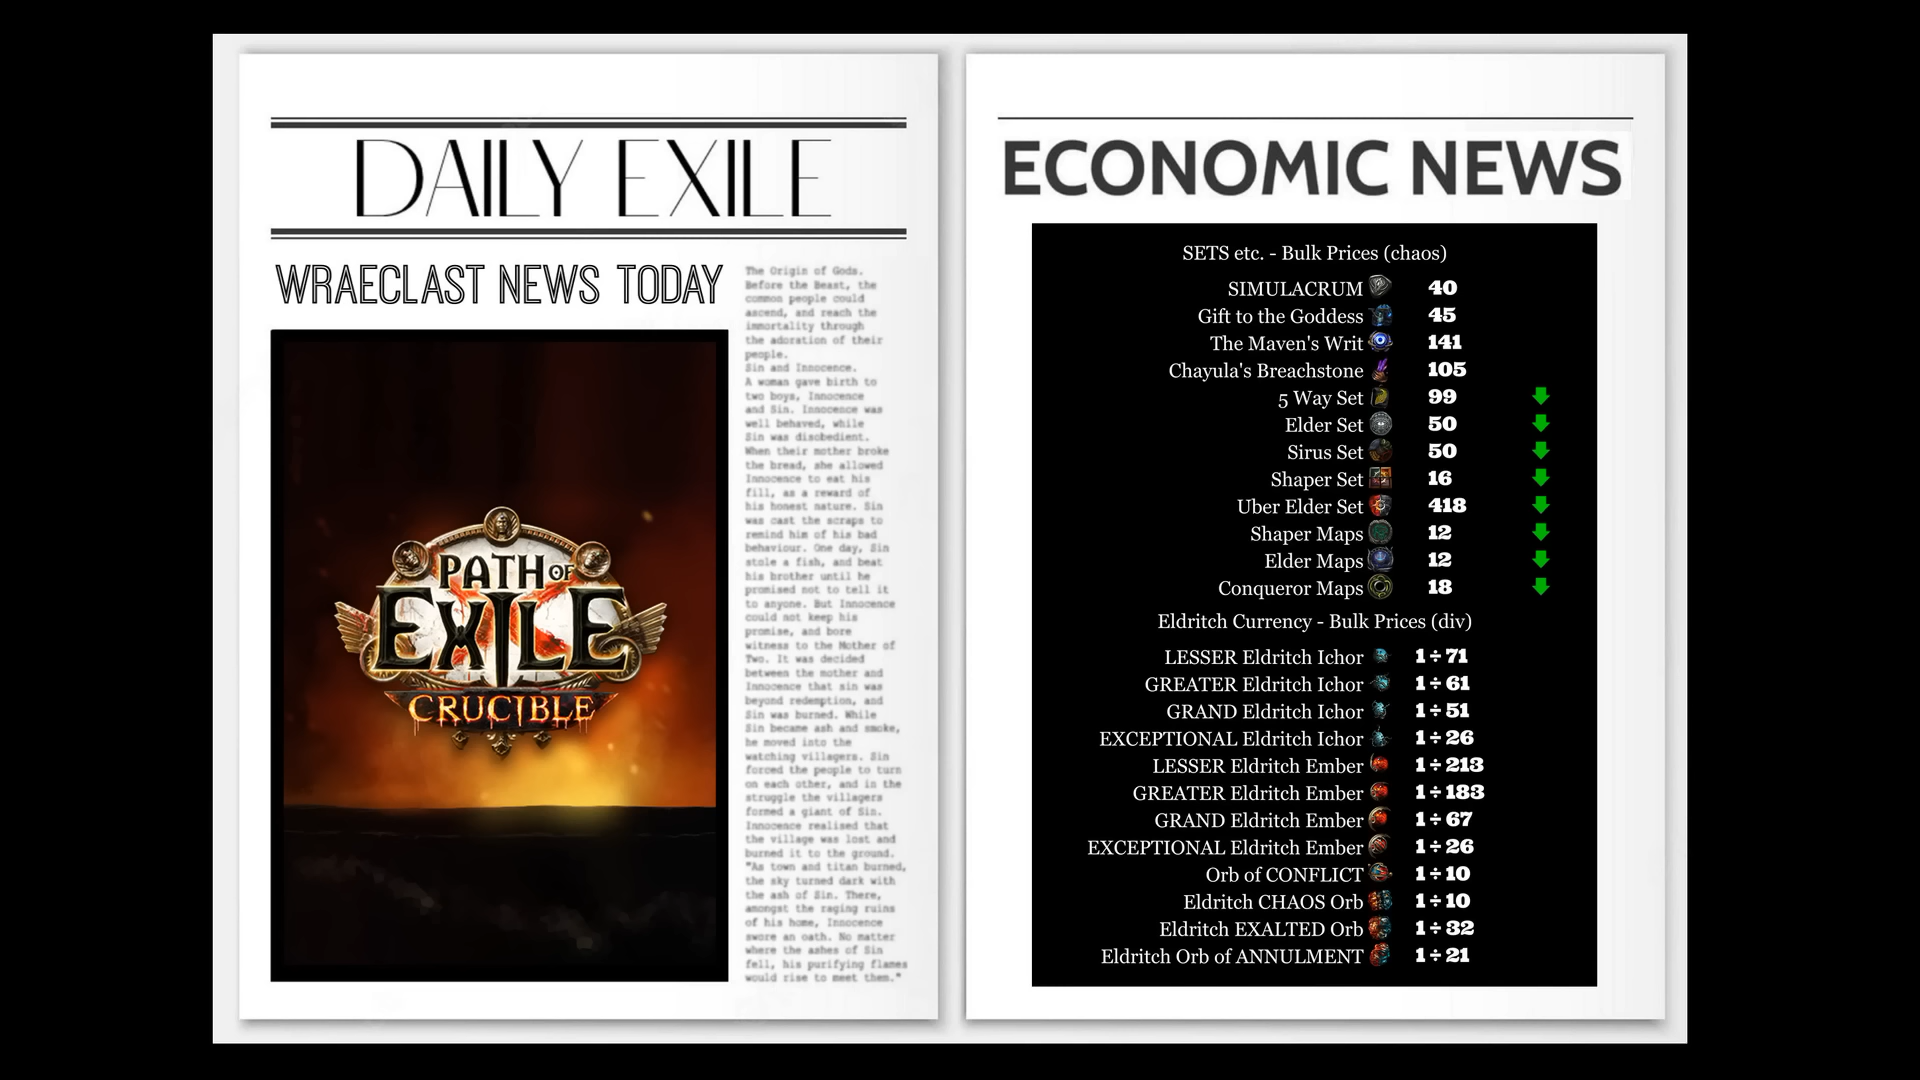 DAILY EXILE
WRAECLAST NEWS TODAY
PATH OF
EXILE
CRUCIBLE
The Origin of Gods.
Before the Beast, the
common people could
ascend, and reach the
immortality through
the adoration of their
people.
Sin and Innocence.
A woman gave birth to
two boys, Innocence
and Sin. Innocence was
well behaved, while
Sin was disobedient.
When their mother broke
the bread, she allowed
Innocence to eat his
fill, as a reward of
his honest nature. Sin
was cast the scraps to
remind him of his bad
behaviour. One day, Sin
stole a fish, and beat
his brother until he
promised not to tell it
to anyone. But Innocence
could not keep his
promise, and bore
witness to the Mother of
Two. It was decided
between the mother and
Innocence that sin was
beyond redemption, and
Sin was burned. While
Sin became ash and smoke,
he moved into the
watching villagers. Sin
forced the people to turn
on each other, and in the
struggle the villagers
formed a giant of Sin.
Innocence realised that
the village was lost and
burned it to the ground.
"As town and titan burned,
the sky turned dark with
the ash of Sin. There,
amongst the raging ruins
of his home, Innocence
swore an oath. No matter
where the ashes of Sin
fell, his purifying flames
would rise to meet them."
ECONOMIC NEWS
SETS etc. - Bulk Prices (chaos)
SIMULACRUM 40
Gift to the Goddess 45
The Maven's Writ 141
Chayula's Breachstone 105
5 Way Set 99
Elder Set 50
Sirus Set 50
Shaper Set 16
Uber Elder Set 418
Shaper Maps 12
Elder Maps 12
Conqueror Maps 18
Eldritch Currency - Bulk Prices (div)
LESSER Eldritch Ichor 1÷71
GREATER Eldritch Ichor 1÷61
GRAND Eldritch Ichor 1÷51
EXCEPTIONAL Eldritch Ichor 1÷26
LESSER Eldritch Ember 1÷213
GREATER Eldritch Ember 1÷183
GRAND Eldritch Ember 1÷67
EXCEPTIONAL Eldritch Ember 1÷26
Orb of CONFLICT 1÷10
Eldritch CHAOS Orb 1÷10
Eldritch EXALTED Orb 1÷32
Eldritch Orb of ANNULMENT 1÷21